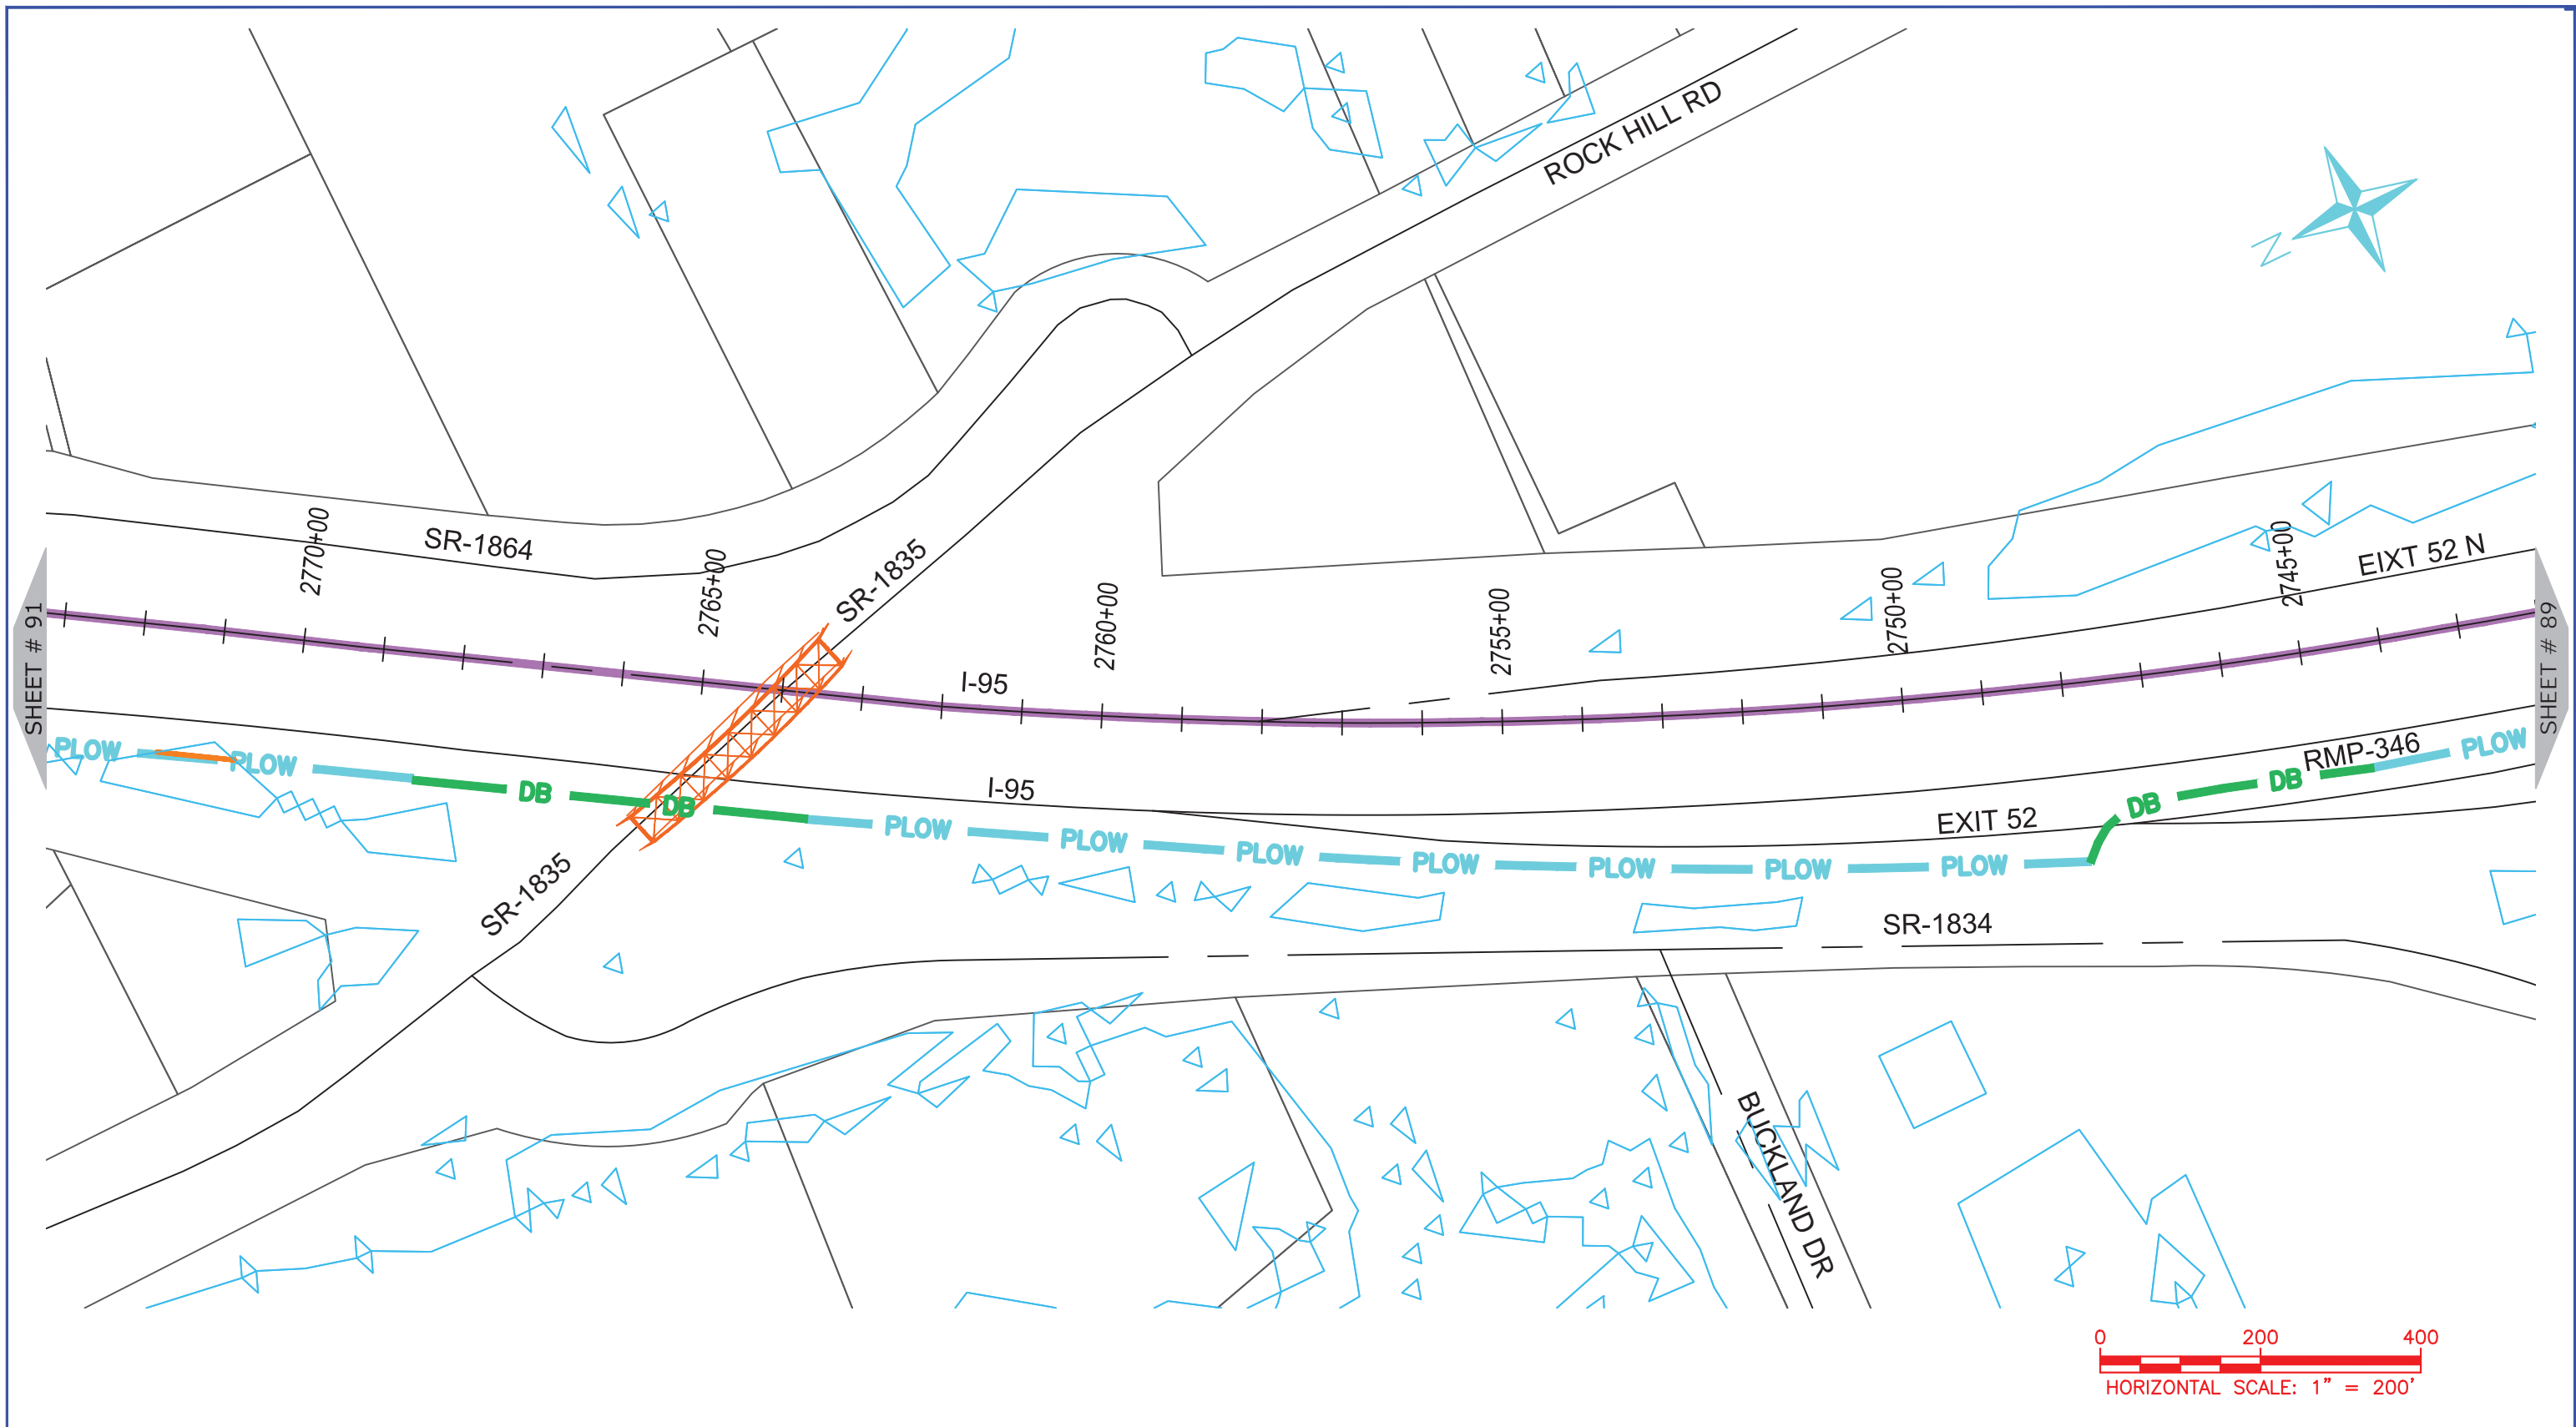 ROCK HILL RD
N
SR-1864
2770+00
2765+00
SR-1835
2760+00
2755+00
2750+00
2745+00
EIXT 52 N
SHEET # 91
SHEET # 89
I-95
PLOW
PLOW
DB
DB
I-95
PLOW
PLOW
PLOW
PLOW
PLOW
PLOW
PLOW
EXIT 52
DB
DB
RMP-346
PLOW
SR-1835
SR-1834
BUCKLAND DR
0 200 400
HORIZONTAL SCALE: 1" = 200'